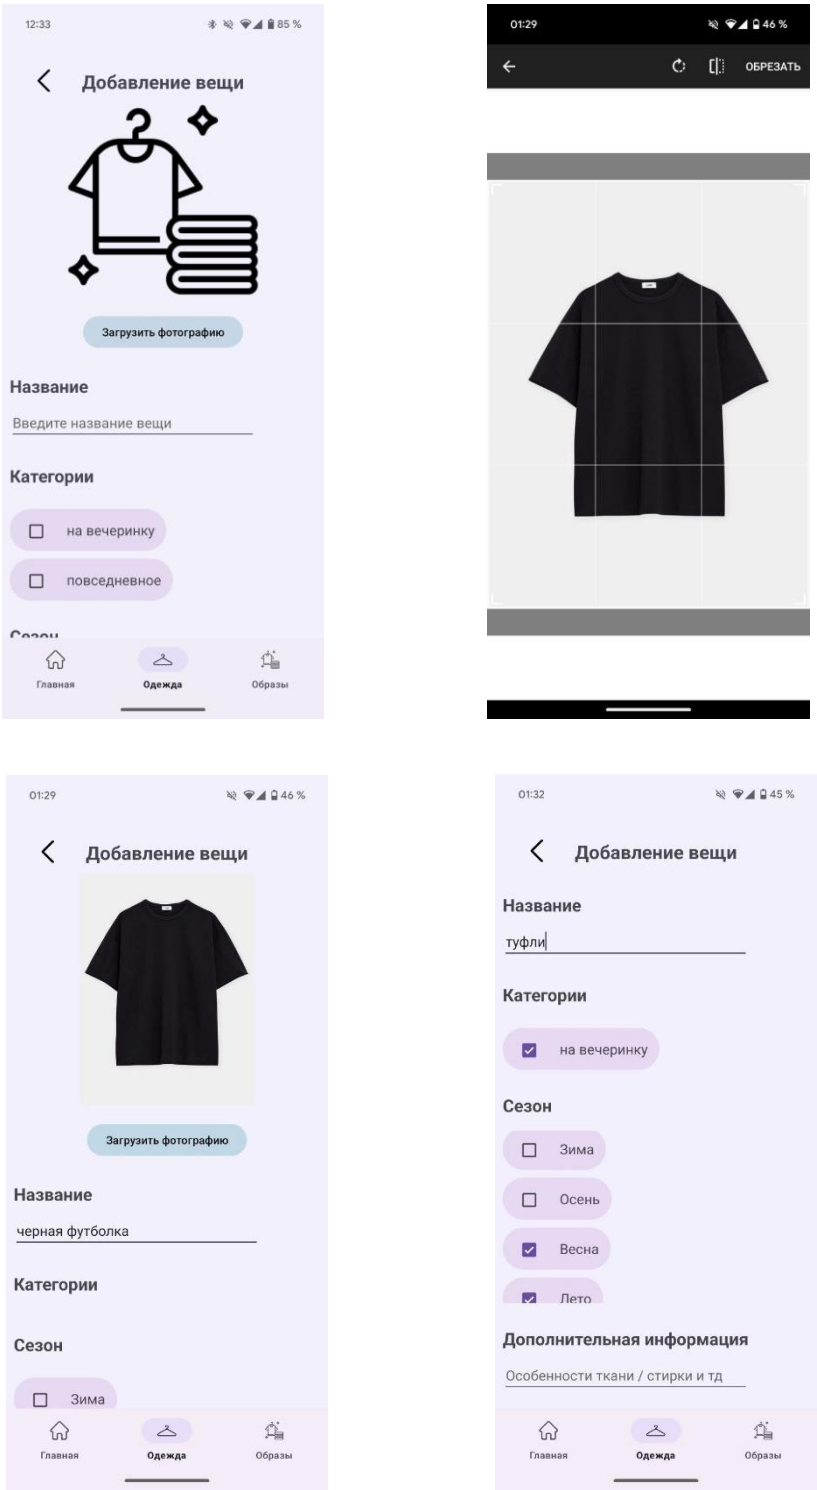 12:33
85 %
Добавление вещи
Загрузить фотографию
Название
Введите название вещи
Категории
на вечеринку
повседневное
Сезон
Главная
Одежда
Образы
01:29
46 %
ОБРЕЗАТЬ
01:29
46 %
Добавление вещи
Загрузить фотографию
Название
черная футболка
Категории
Сезон
Зима
Главная
Одежда
Образы
01:32
45 %
Добавление вещи
Название
туфли
Категории
на вечеринку
Сезон
Зима
Осень
Весна
Лето
Дополнительная информация
Особенности ткани / стирки и тд
Главная
Одежда
Образы